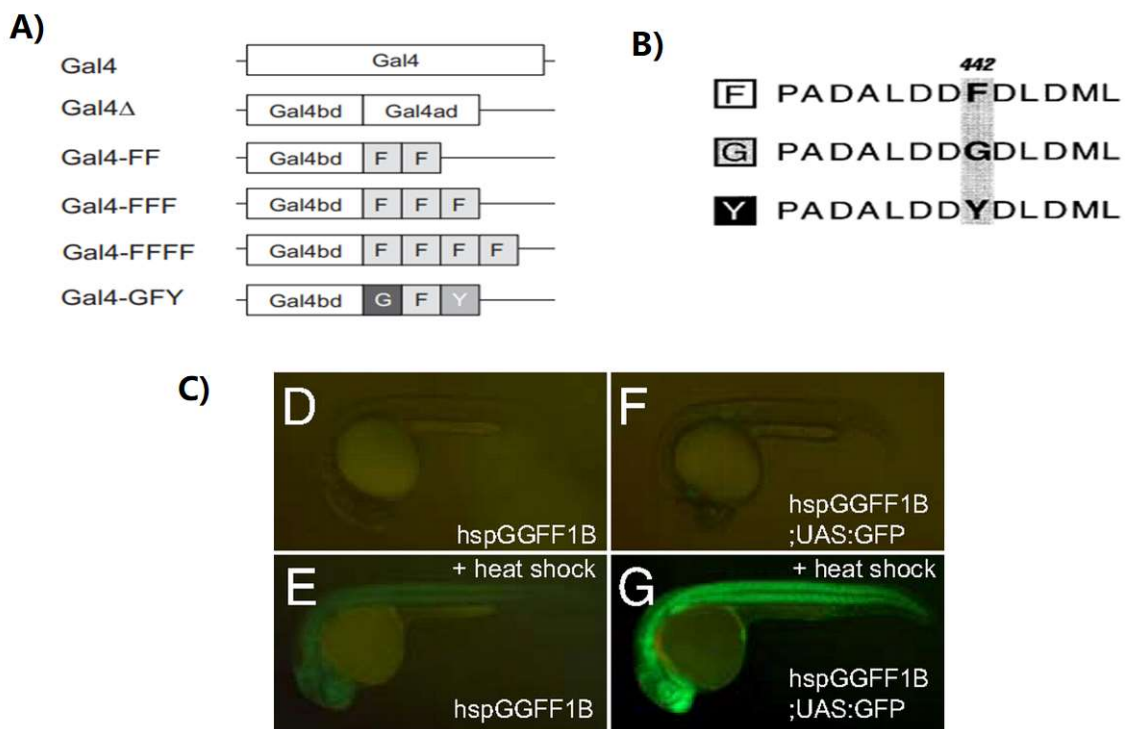 A)
Gal4 Gal4
Gal4Δ Gal4bd Gal4ad
Gal4-FF Gal4bd F F
Gal4-FFF Gal4bd F F F
Gal4-FFFF Gal4bd F F F F
Gal4-GFY Gal4bd G F Y
B)
442
F PADALDDFDLDML
G PADALDDGDLDML
Y PADALDDYDLDML
C)
D
hspGGFF1B
F
hspGGFF1B
;UAS:GFP
E
+ heat shock
hspGGFF1B
G
+ heat shock
hspGGFF1B
;UAS:GFP